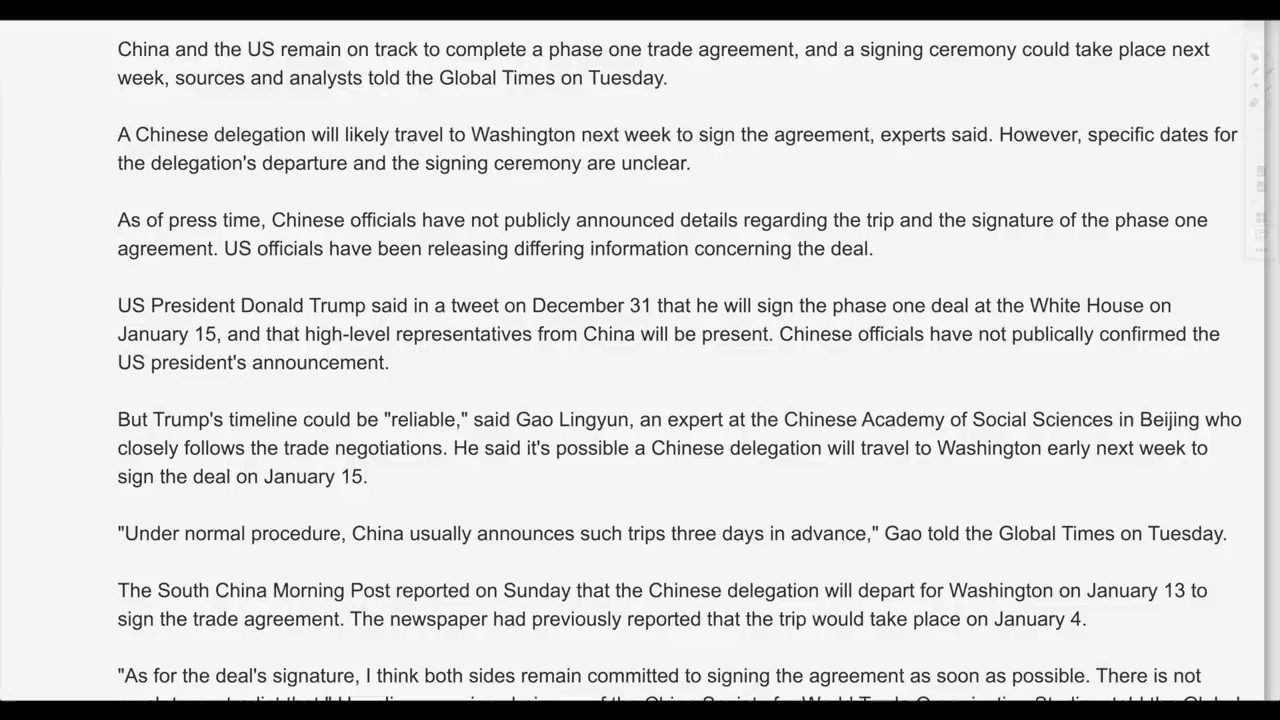 China and the US remain on track to complete a phase one trade agreement, and a signing ceremony could take place next
week, sources and analysts told the Global Times on Tuesday.
A Chinese delegation will likely travel to Washington next week to sign the agreement, experts said. However, specific dates for
the delegation's departure and the signing ceremony are unclear.
As of press time, Chinese officials have not publicly announced details regarding the trip and the signature of the phase one
agreement. US officials have been releasing differing information concerning the deal.
US President Donald Trump said in a tweet on December 31 that he will sign the phase one deal at the White House on
January 15, and that high-level representatives from China will be present. Chinese officials have not publically confirmed the
US president's announcement.
But Trump's timeline could be "reliable," said Gao Lingyun, an expert at the Chinese Academy of Social Sciences in Beijing who
closely follows the trade negotiations. He said it's possible a Chinese delegation will travel to Washington early next week to
sign the deal on January 15.
"Under normal procedure, China usually announces such trips three days in advance," Gao told the Global Times on Tuesday.
The South China Morning Post reported on Sunday that the Chinese delegation will depart for Washington on January 13 to
sign the trade agreement. The newspaper had previously reported that the trip would take place on January 4.
"As for the deal's signature, I think both sides remain committed to signing the agreement as soon as possible. There is not